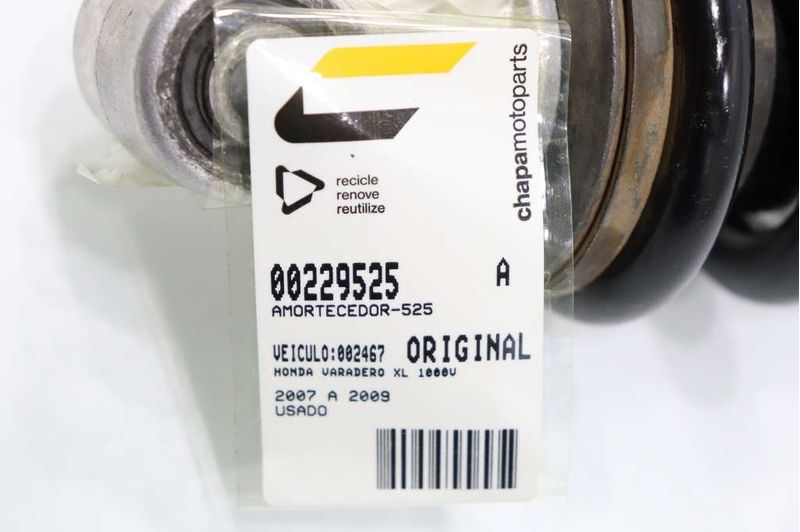 chapamotoparts
recicle
renove
reutilize
00229525 A
AMORTECEDOR-525
VEICULO:002467 ORIGINAL
HONDA VARADERO XL 1000V
2007 A 2009
USADO